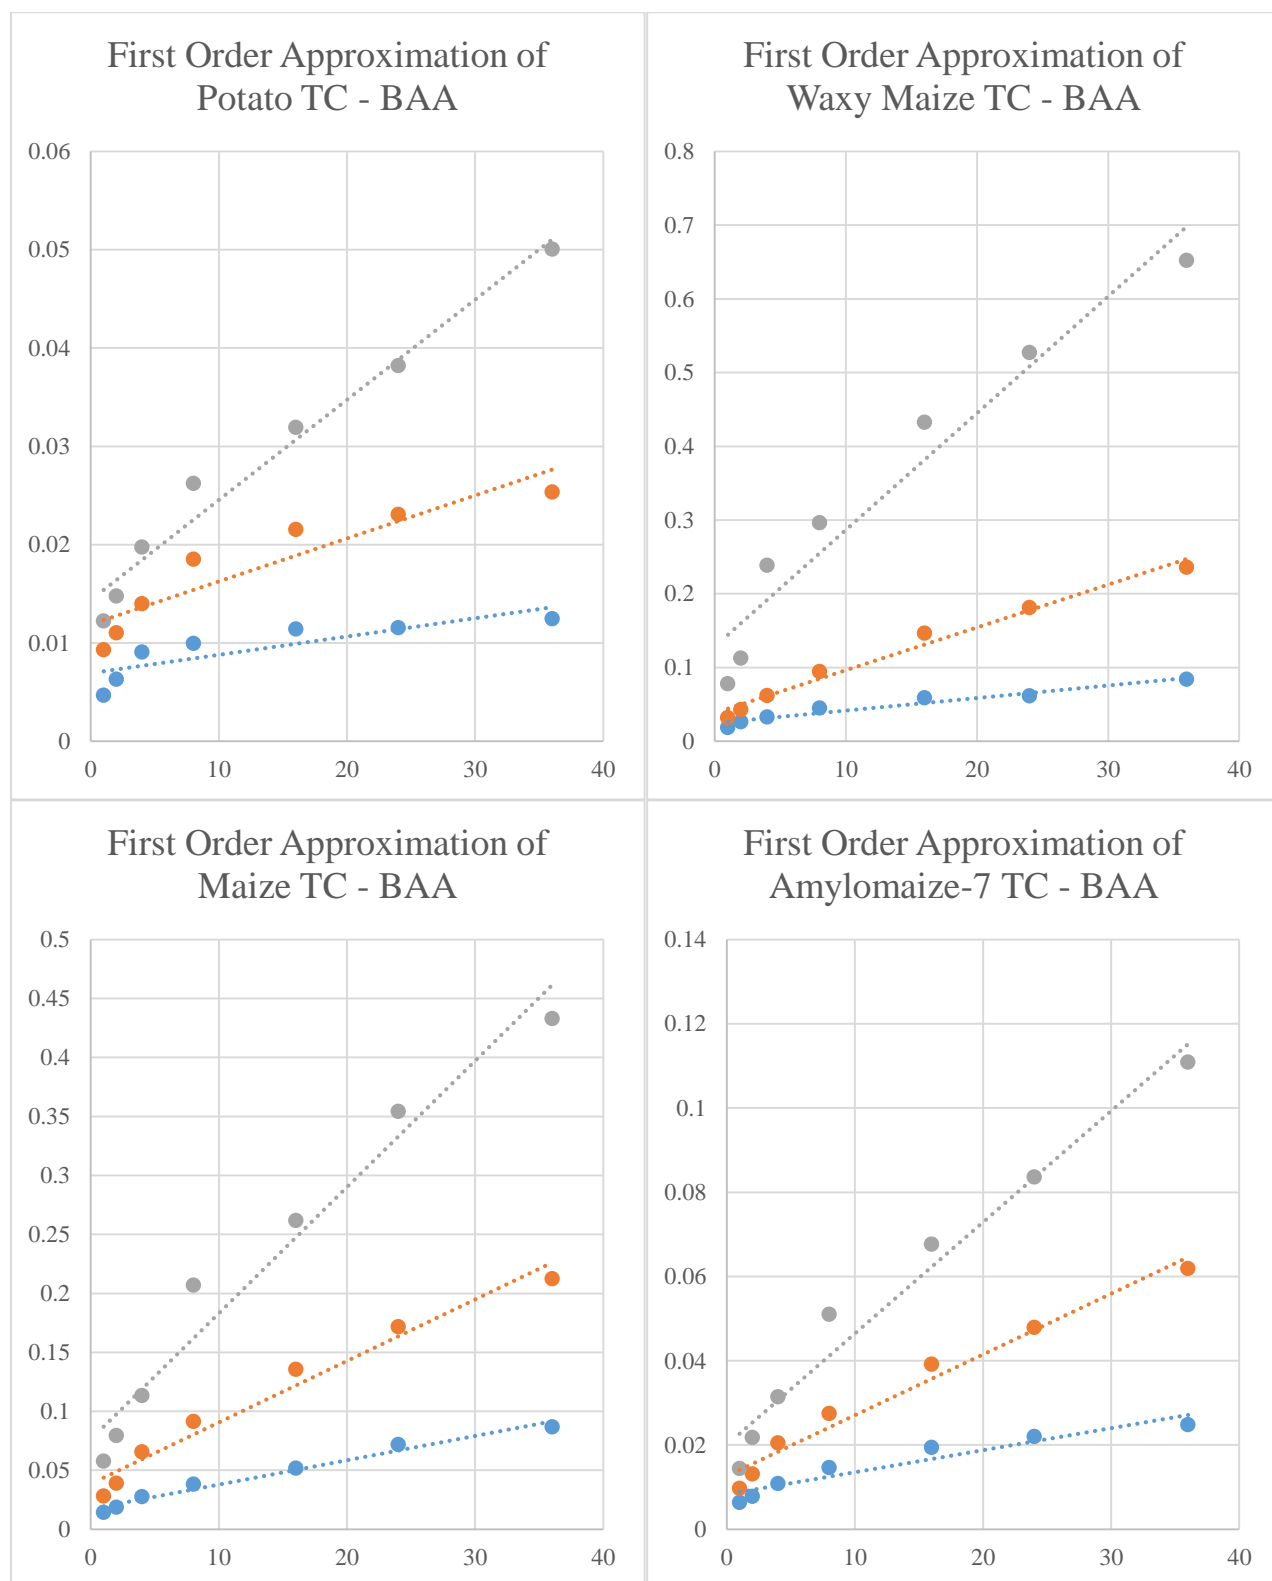 First Order Approximation of
Potato TC - BAA
0.06
0.05
0.04
0.03
0.02
0.01
0
0 10 20 30 40
First Order Approximation of
Waxy Maize TC - BAA
0.8
0.7
0.6
0.5
0.4
0.3
0.2
0.1
0
0 10 20 30 40
First Order Approximation of
Maize TC - BAA
0.5
0.45
0.4
0.35
0.3
0.25
0.2
0.15
0.1
0.05
0
0 10 20 30 40
First Order Approximation of
Amylomaize-7 TC - BAA
0.14
0.12
0.1
0.08
0.06
0.04
0.02
0
0 10 20 30 40